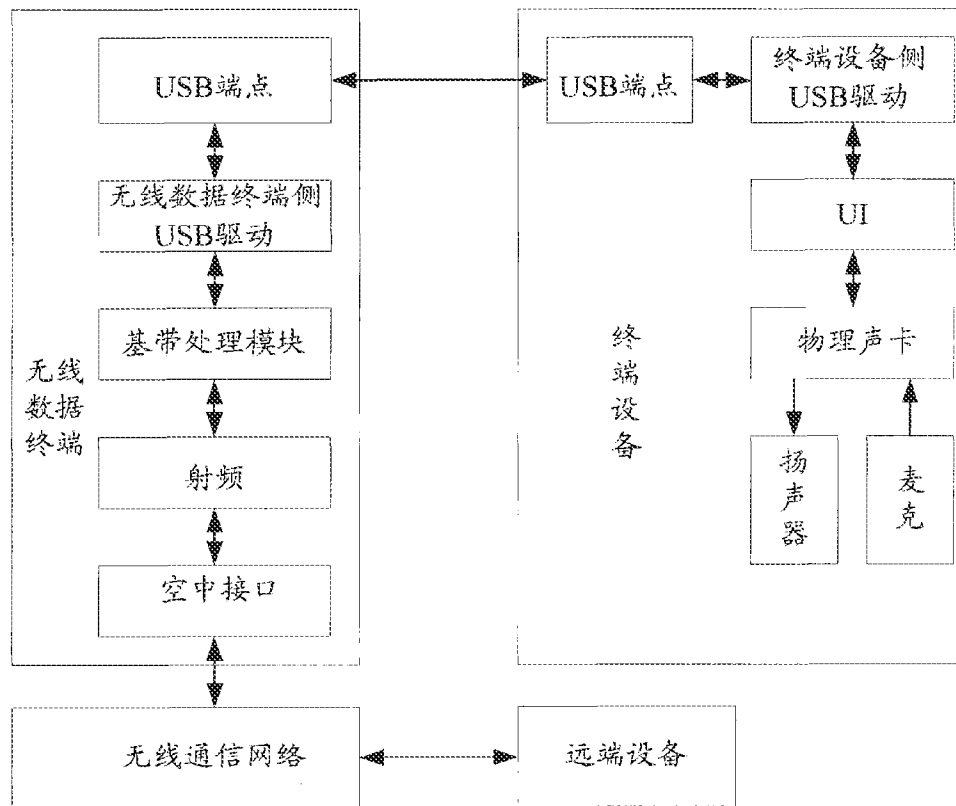 USB端点
无线数据终端侧
USB驱动
基带处理模块
无线
数据
终端
射频
空中接口
无线通信网络
USB端点
终端设备侧
USB驱动
UI
物理声卡
终
端
设
备
扬
声
器
麦
克
远端设备